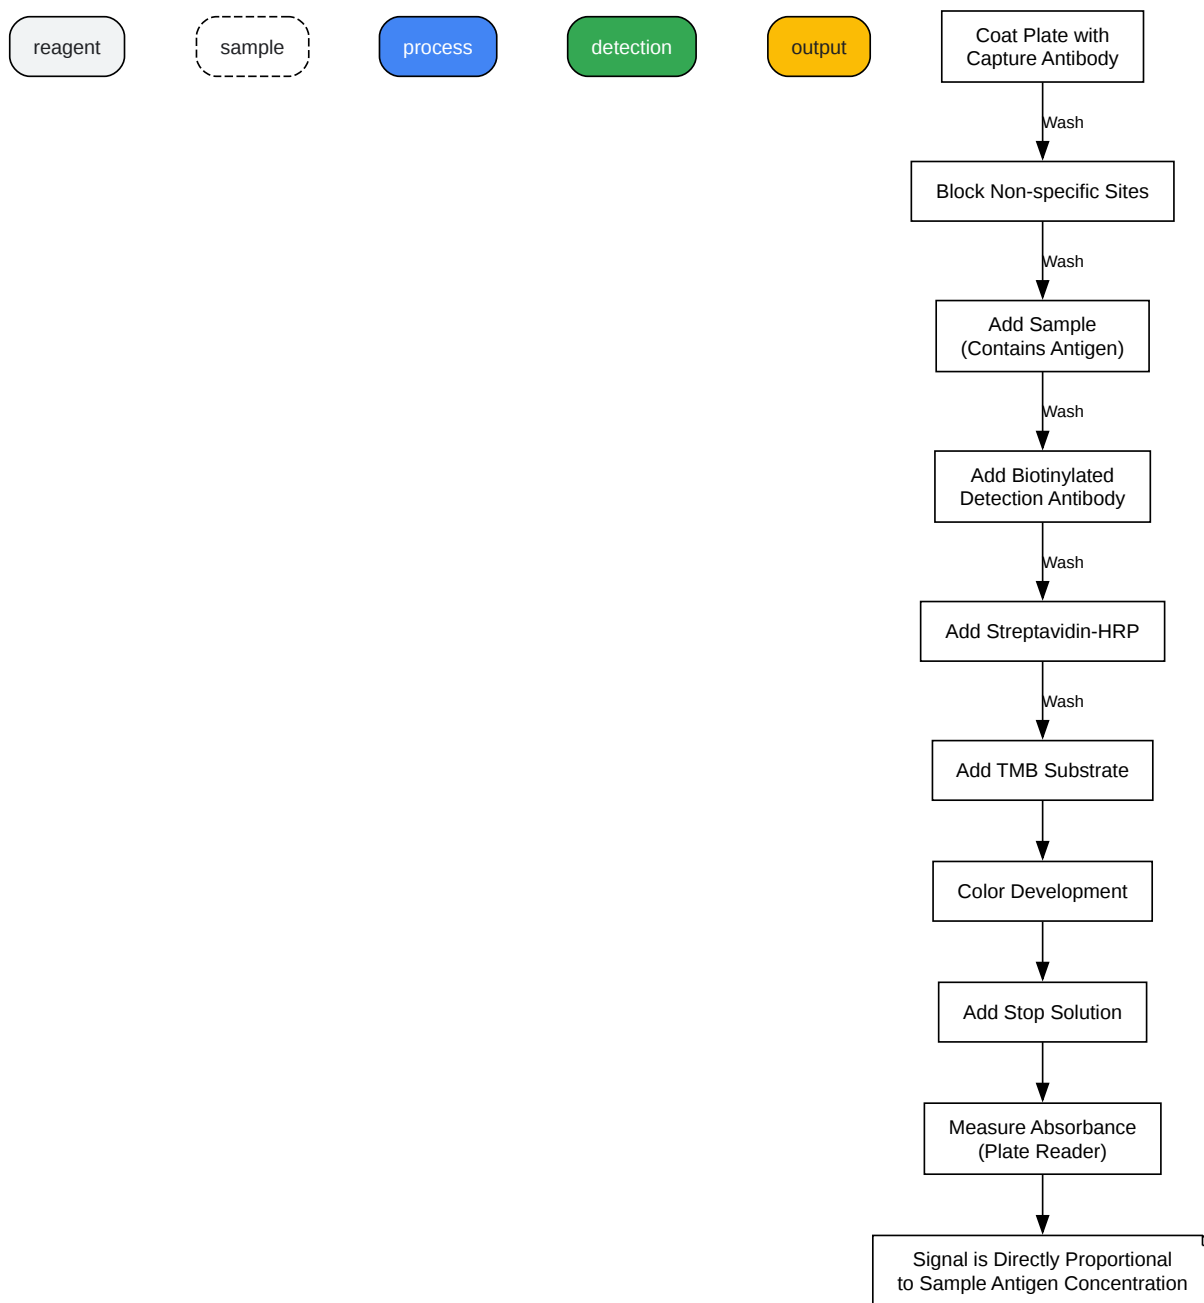 reagent
sample
process
detection
output
Coat Plate with
Capture Antibody
Wash
Block Non-specific Sites
Wash
Add Sample
(Contains Antigen)
Wash
Add Biotinylated
Detection Antibody
Wash
Add Streptavidin-HRP
Wash
Add TMB Substrate
Color Development
Add Stop Solution
Measure Absorbance
(Plate Reader)
Signal is Directly Proportional
to Sample Antigen Concentration